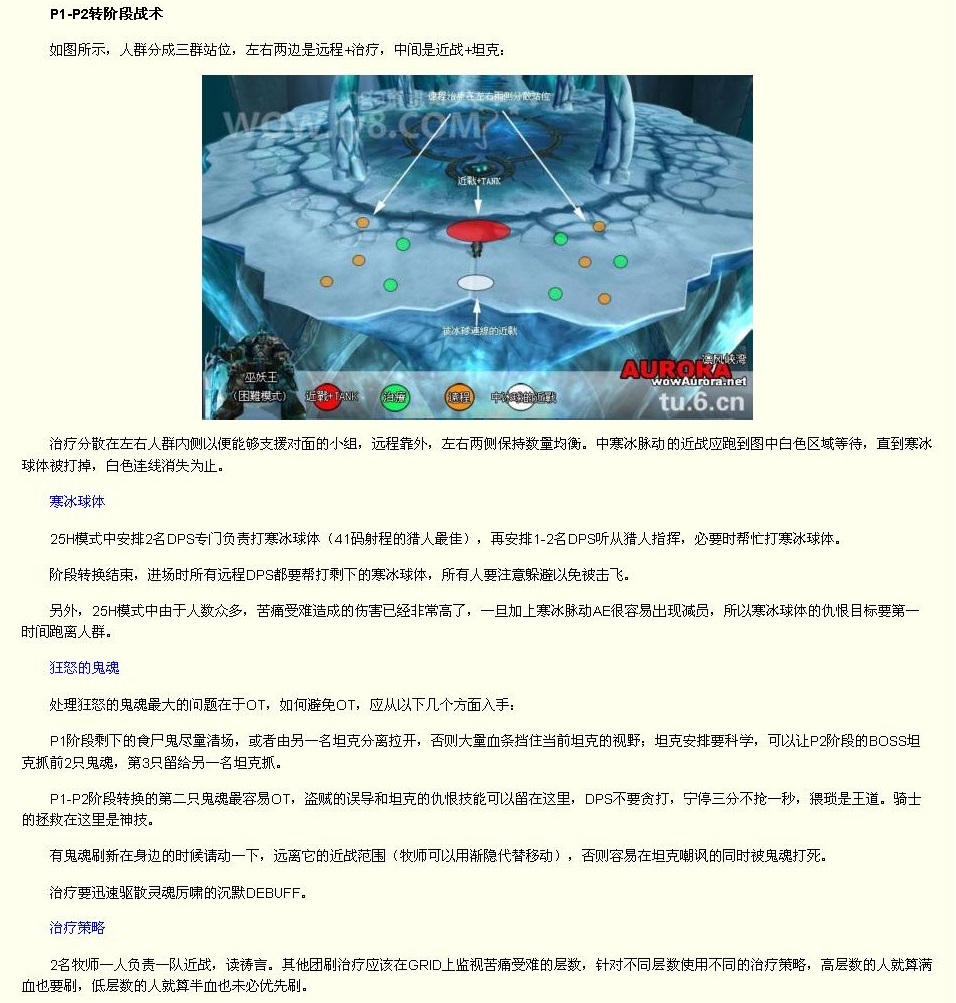 P1-P2转阶段战术
如图所示，人群分成三群站位，左右两边是远程+治疗，中间是近战+坦克：
远程治疗在左右兩側分散站位
WOW.178.COM
近戰+TANK
被冰球連線的近戰
巫妖王
(困難模式)
近戰+TANK
治療
遠程
中冰球的近戰
澳风峡湾
AURORA
wowAurora.net
tu.6.cn
治疗分散在左右人群内侧以便能够支援对面的小组，远程靠外，左右两侧保持数量均衡。中寒冰脉动的近战应跑到图中白色区域等待，直到寒冰
球体被打掉，白色连线消失为止。
寒冰球体
25H模式中安排2名DPS专门负责打寒冰球体（41码射程的猎人最佳），再安排1-2名DPS听从猎人指挥，必要时帮忙打寒冰球体。
阶段转换结束，进场时所有远程DPS都要帮打剩下的寒冰球体，所有人要注意躲避以免被击飞。
另外，25H模式中由于人数众多，苦痛受难造成的伤害已经非常高了，一旦加上寒冰脉动AE很容易出现减员，所以寒冰球体的仇恨目标要第一
时间跑离人群。
狂怒的鬼魂
处理狂怒的鬼魂最大的问题在于OT，如何避免OT，应从以下几个方面入手：
P1阶段剩下的食尸鬼尽量清场，或者由另一名坦克分离拉开，否则大量血条挡住当前坦克的视野；坦克安排要科学，可以让P2阶段的BOSS坦
克抓前2只鬼魂，第3只留给另一名坦克抓。
P1-P2阶段转换的第二只鬼魂最容易OT，盗贼的误导和坦克的仇恨技能可以留在这里，DPS不要贪打，宁停三分不抢一秒，猥琐是王道。骑士
的拯救在这里是神技。
有鬼魂刷新在身边的时候请动一下，远离它的近战范围（牧师可以用渐隐代替移动），否则容易在坦克嘲讽的同时被鬼魂打死。
治疗要迅速驱散灵魂厉啸的沉默DEBUFF。
治疗策略
2名牧师一人负责一队近战，读祷言。其他团刷治疗应该在GRID上监视苦痛受难的层数，针对不同层数使用不同的治疗策略，高层数的人就算满
血也要刷，低层数的人就算半血也未必优先刷。